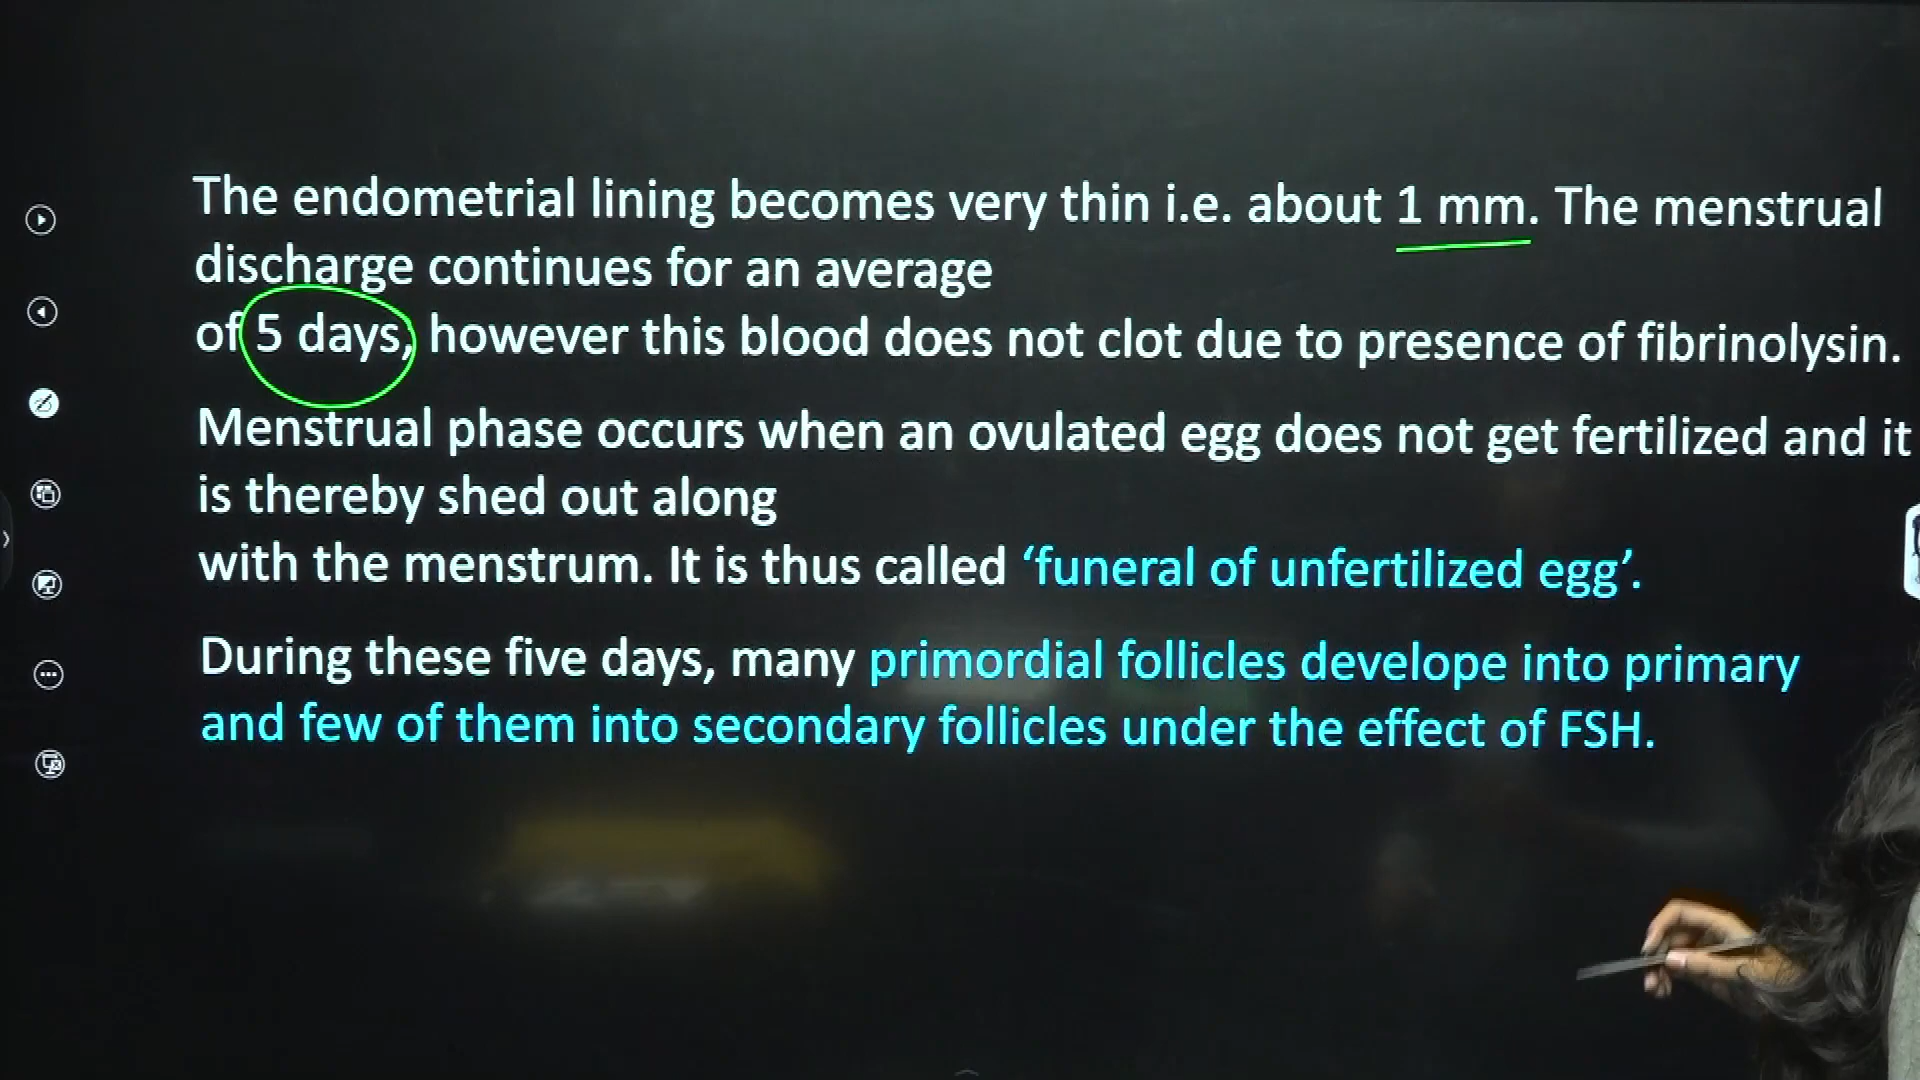 The endometrial lining becomes very thin i.e. about 1 mm. The menstrual
discharge continues for an average
of 5 days, however this blood does not clot due to presence of fibrinolysin.
Menstrual phase occurs when an ovulated egg does not get fertilized and it
is thereby shed out along
with the menstrum. It is thus called ‘funeral of unfertilized egg’.
During these five days, many primordial follicles develope into primary
and few of them into secondary follicles under the effect of FSH.